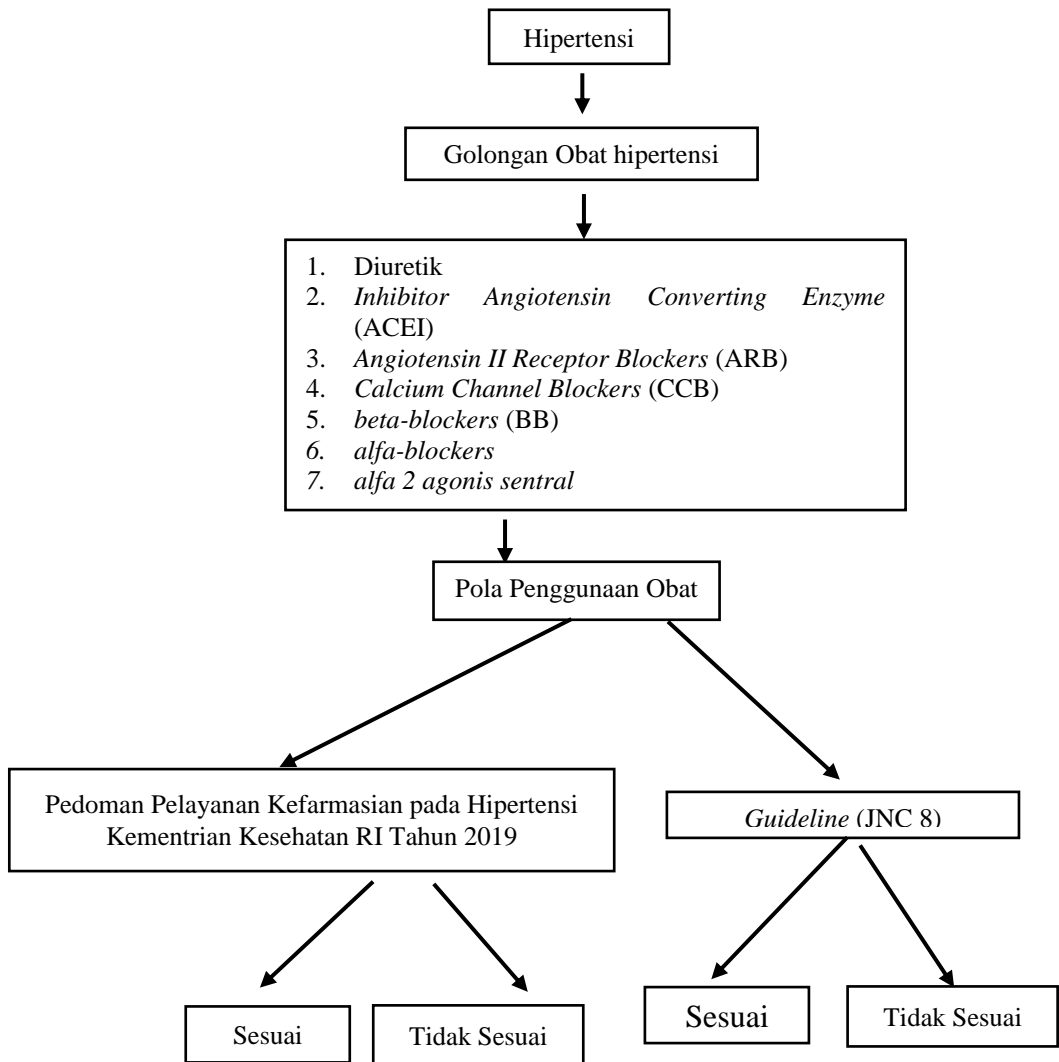 Hipertensi
Golongan Obat hipertensi
1. Diuretik
2. Inhibitor Angiotensin Converting Enzyme
(ACEI)
3. Angiotensin II Receptor Blockers (ARB)
4. Calcium Channel Blockers (CCB)
5. beta-blockers (BB)
6. alfa-blockers
7. alfa 2 agonis sentral
Pola Penggunaan Obat
Pedoman Pelayanan Kefarmasian pada Hipertensi
Kementrian Kesehatan RI Tahun 2019
Guideline (JNC 8)
Sesuai
Tidak Sesuai
Sesuai
Tidak Sesuai